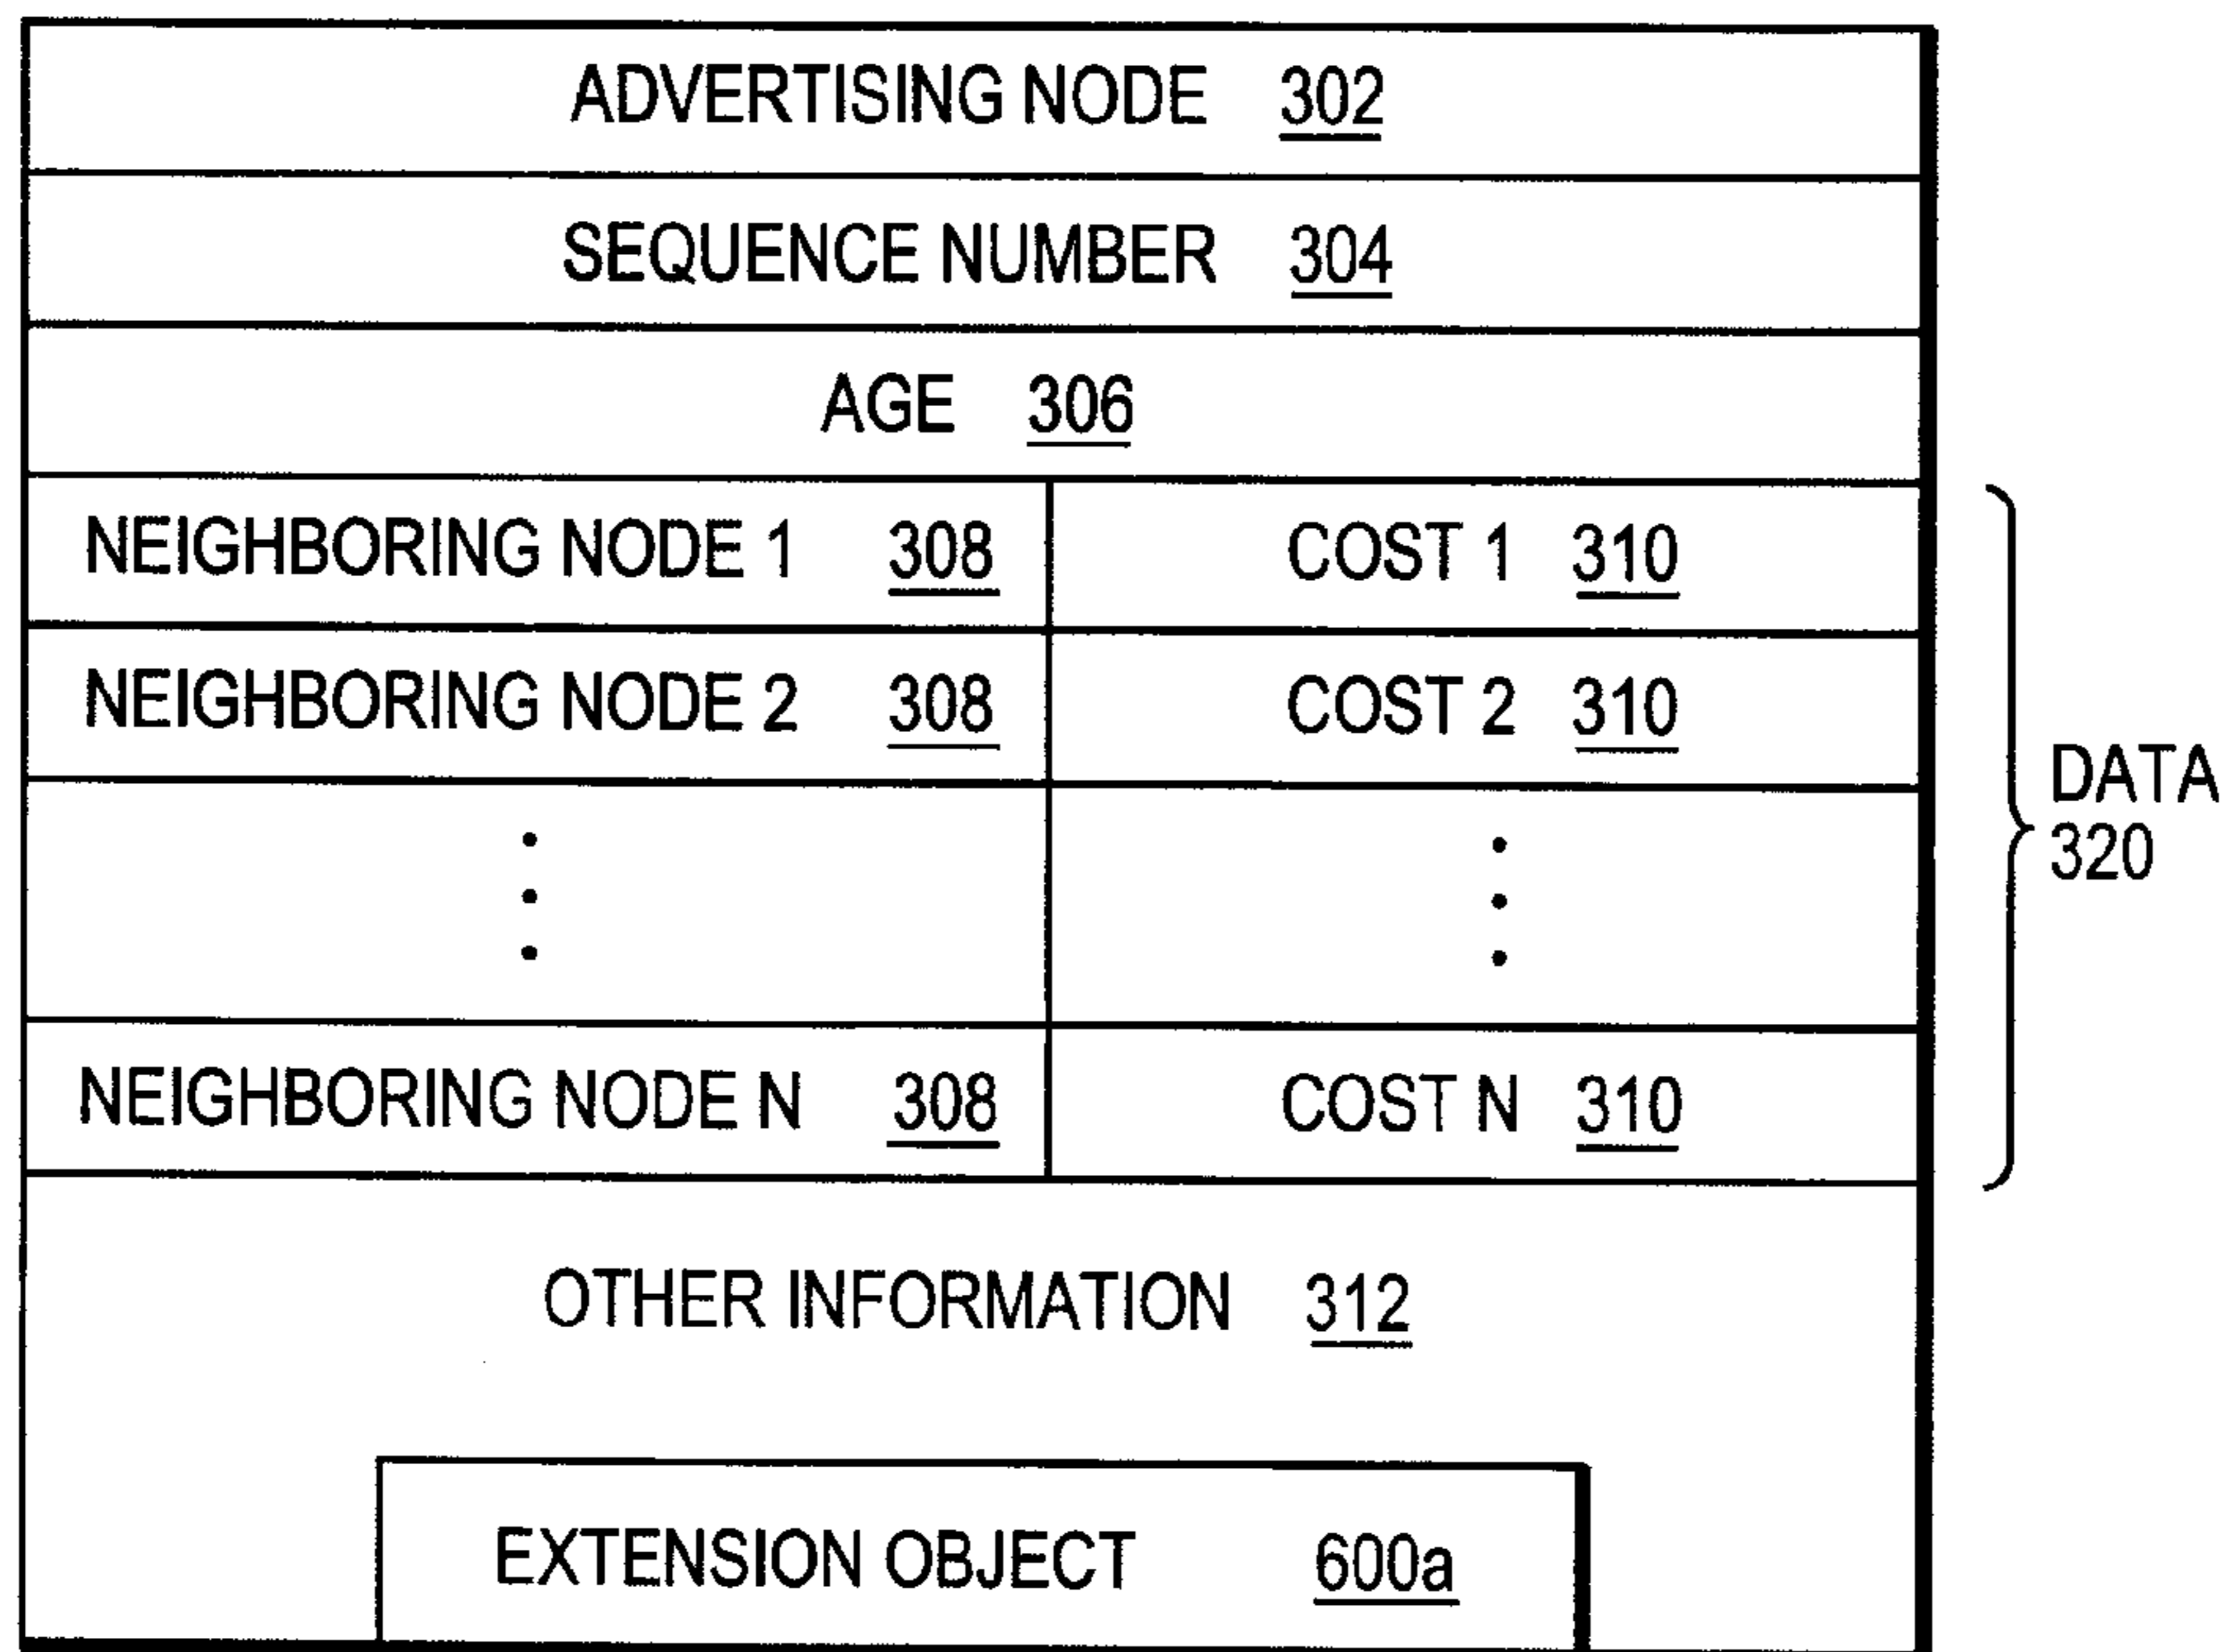 ADVERTISING NODE 302
SEQUENCE NUMBER 304
AGE 306
NEIGHBORING NODE 1 308 COST 1 310
NEIGHBORING NODE 2 308 COST 2 310
DATA
320
NEIGHBORING NODE N 308 COST N 310
OTHER INFORMATION 312
EXTENSION OBJECT 600a